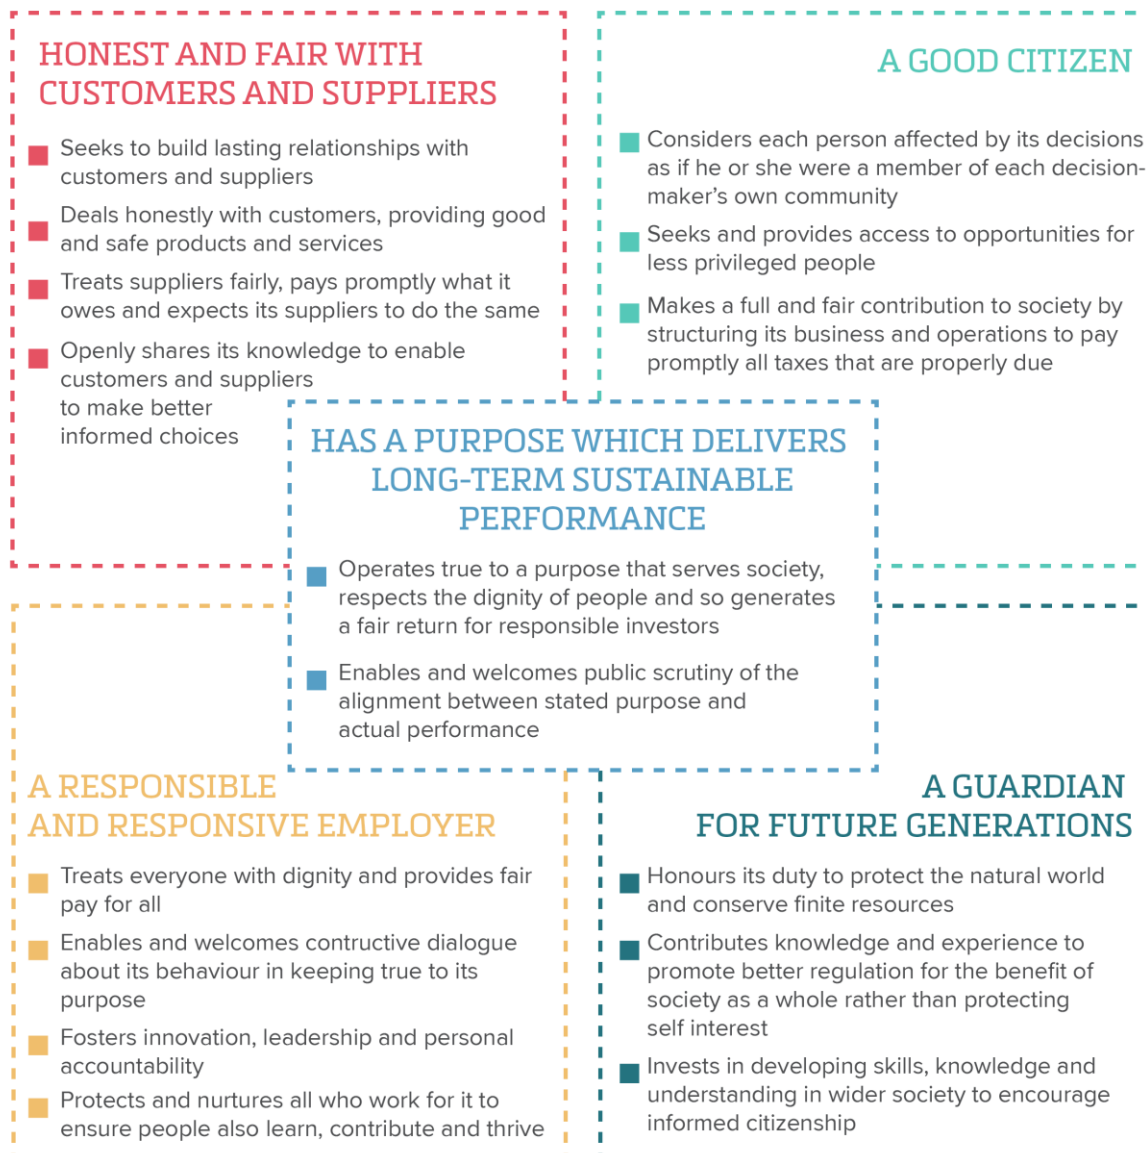 HONEST AND FAIR WITH
CUSTOMERS AND SUPPLIERS
Seeks to build lasting relationships with
customers and suppliers
Deals honestly with customers, providing good
and safe products and services
Treats suppliers fairly, pays promptly what it
owes and expects its suppliers to do the same
Openly shares its knowledge to enable
customers and suppliers
to make better
informed choices
A GOOD CITIZEN
Considers each person affected by its decisions
as if he or she were a member of each decision-
maker's own community
Seeks and provides access to opportunities for
less privileged people
Makes a full and fair contribution to society by
structuring its business and operations to pay
promptly all taxes that are properly due
HAS A PURPOSE WHICH DELIVERS
LONG-TERM SUSTAINABLE
PERFORMANCE
Operates true to a purpose that serves society,
respects the dignity of people and so generates
a fair return for responsible investors
Enables and welcomes public scrutiny of the
alignment between stated purpose and
actual performance
A RESPONSIBLE
AND RESPONSIVE EMPLOYER
Treats everyone with dignity and provides fair
pay for all
Enables and welcomes contructive dialogue
about its behaviour in keeping true to its
purpose
Fosters innovation, leadership and personal
accountability
Protects and nurtures all who work for it to
ensure people also learn, contribute and thrive
A GUARDIAN
FOR FUTURE GENERATIONS
Honours its duty to protect the natural world
and conserve finite resources
Contributes knowledge and experience to
promote better regulation for the benefit of
society as a whole rather than protecting
self interest
Invests in developing skills, knowledge and
understanding in wider society to encourage
informed citizenship